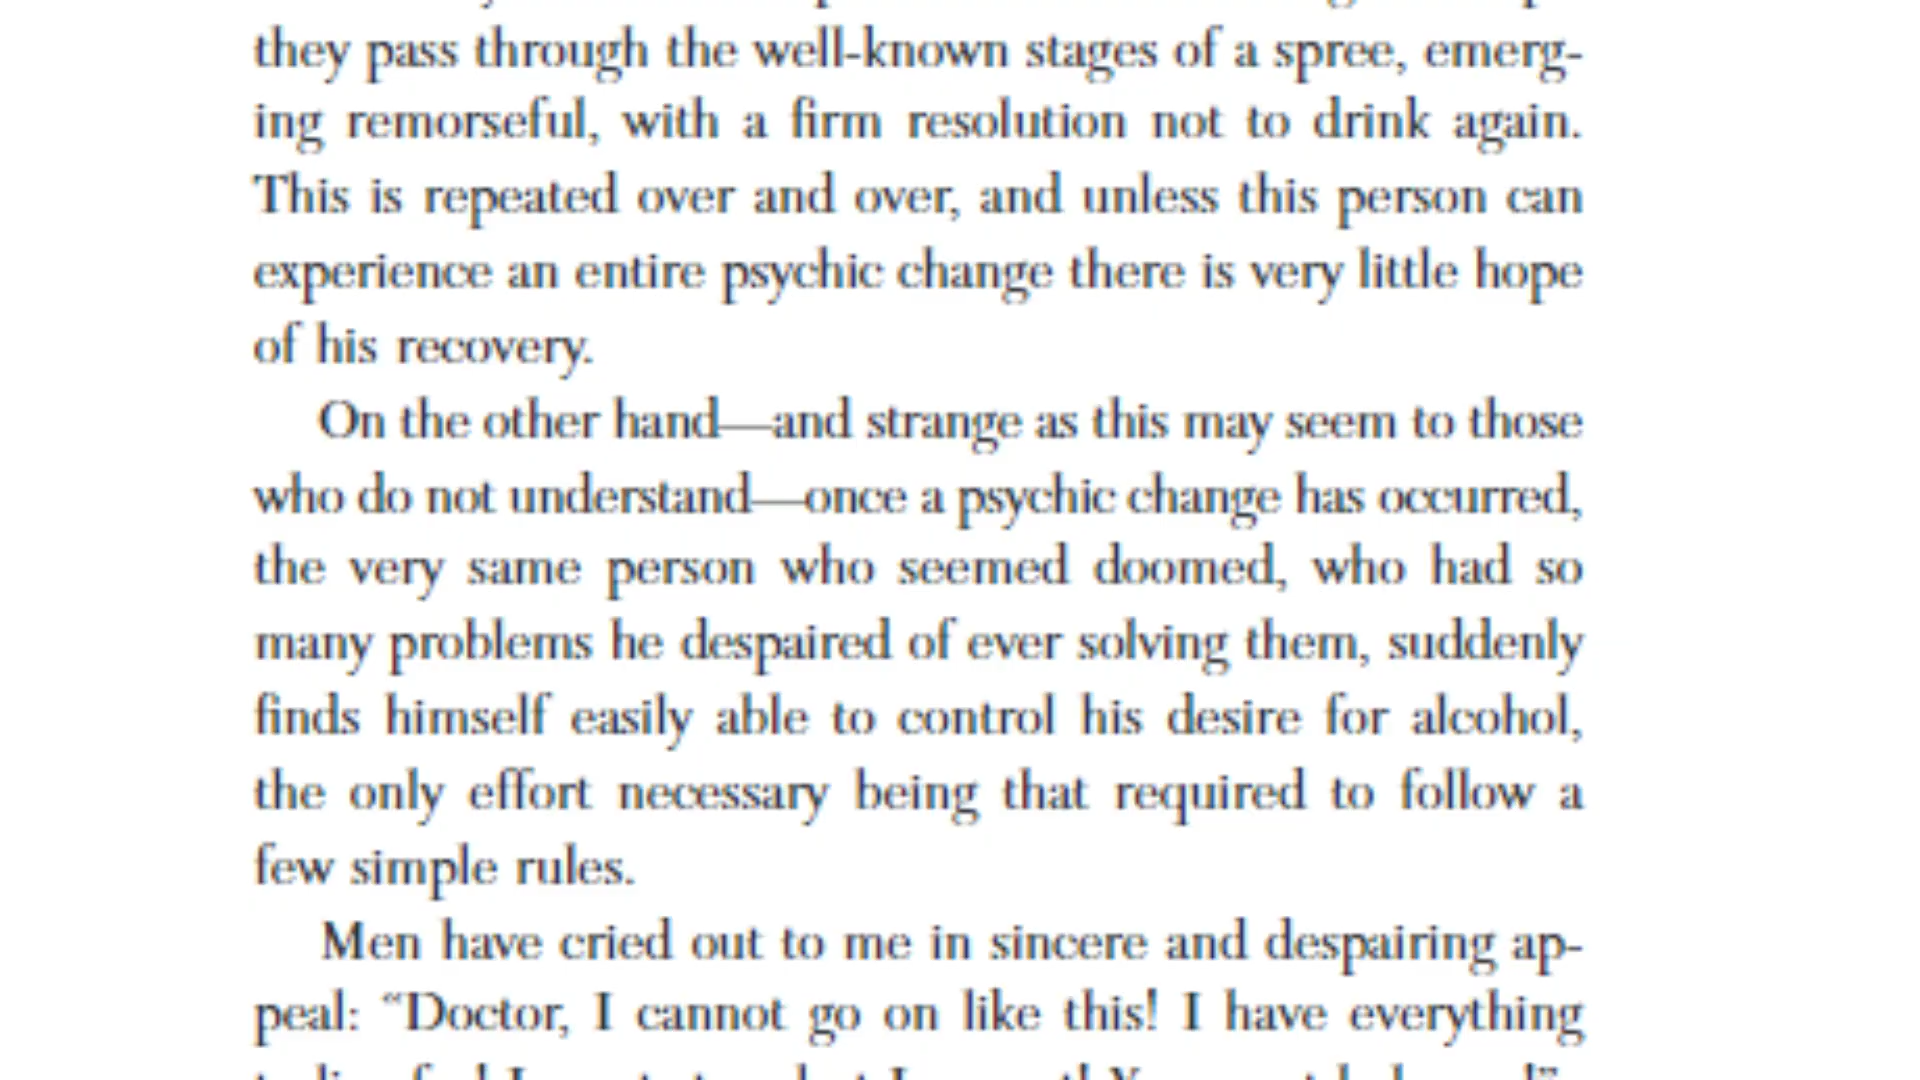 they pass through the well-known stages of a spree, emerg-
ing remorseful, with a firm resolution not to drink again.
This is repeated over and over, and unless this person can
experience an entire psychic change there is very little hope
of his recovery.
On the other hand—and strange as this may seem to those
who do not understand—once a psychic change has occurred,
the very same person who seemed doomed, who had so
many problems he despaired of ever solving them, suddenly
finds himself easily able to control his desire for alcohol,
the only effort necessary being that required to follow a
few simple rules.
Men have cried out to me in sincere and despairing ap-
peal: “Doctor, I cannot go on like this! I have everything